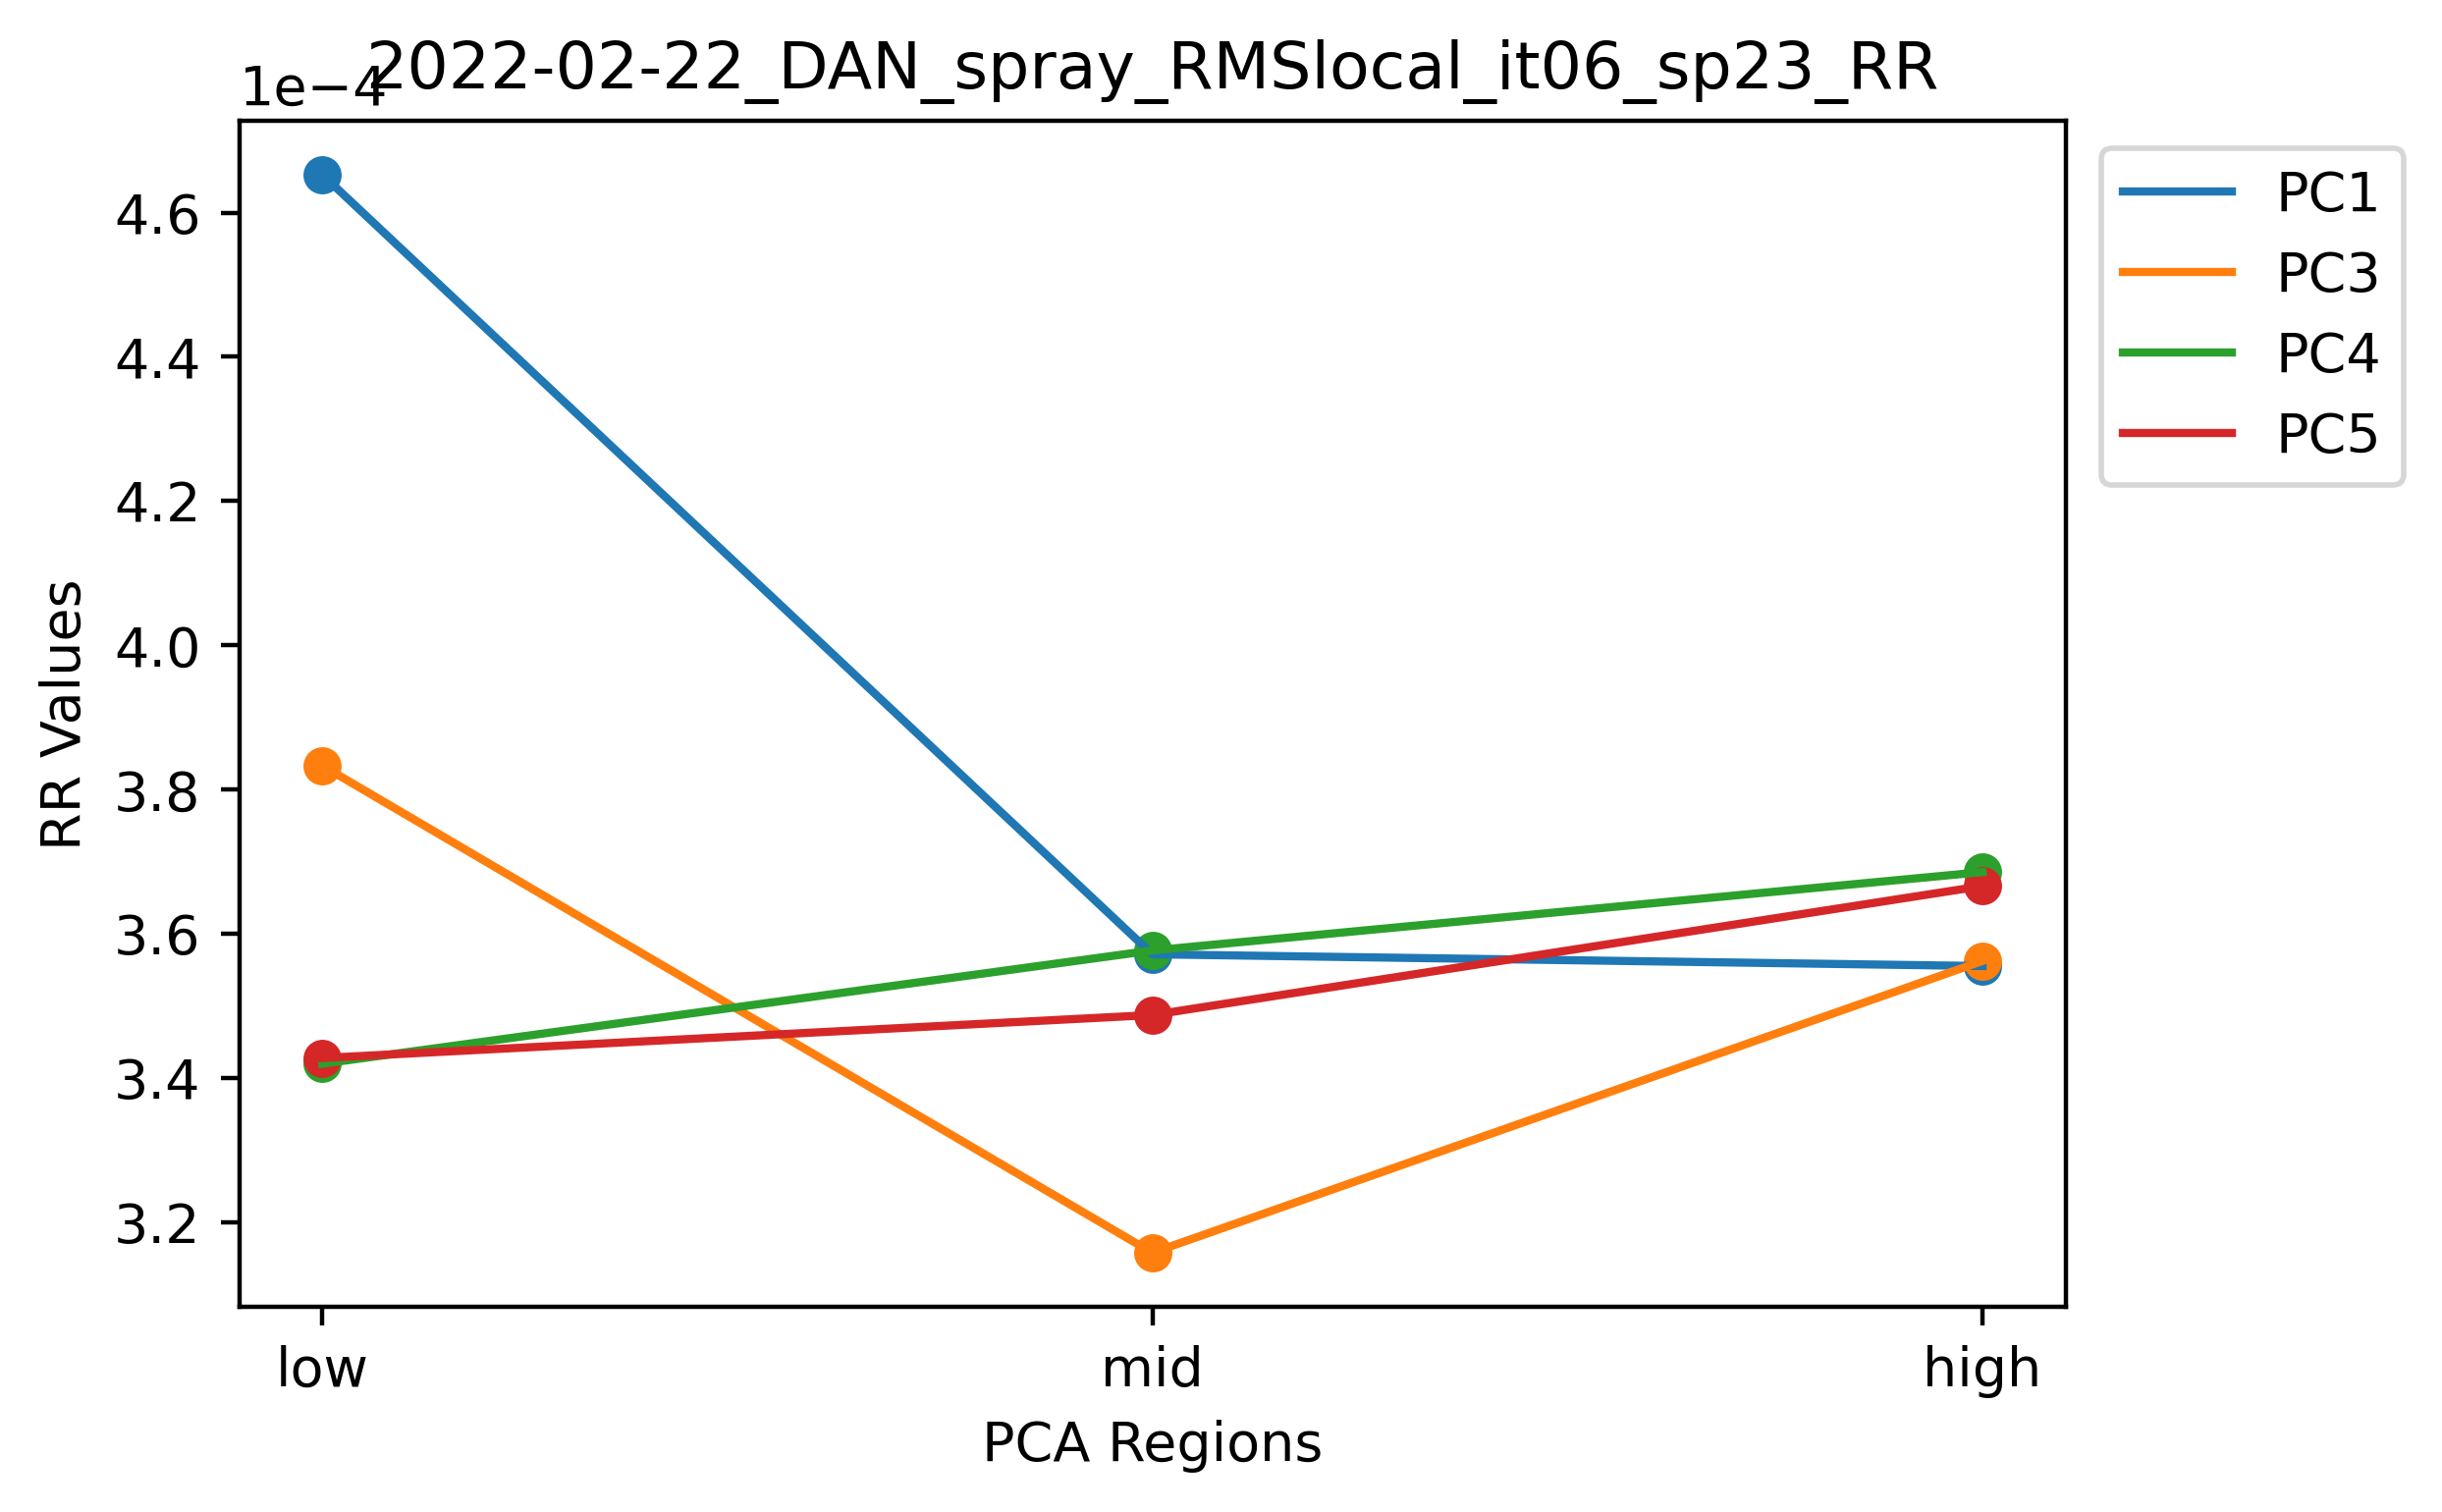 1e−4
2022-02-22_DAN_spray_RMSlocal_it06_sp23_RR
PC1
PC3
PC4
PC5
4.6
4.4
4.2
4.0
3.8
3.6
3.4
3.2
RR Values
low
mid
high
PCA Regions